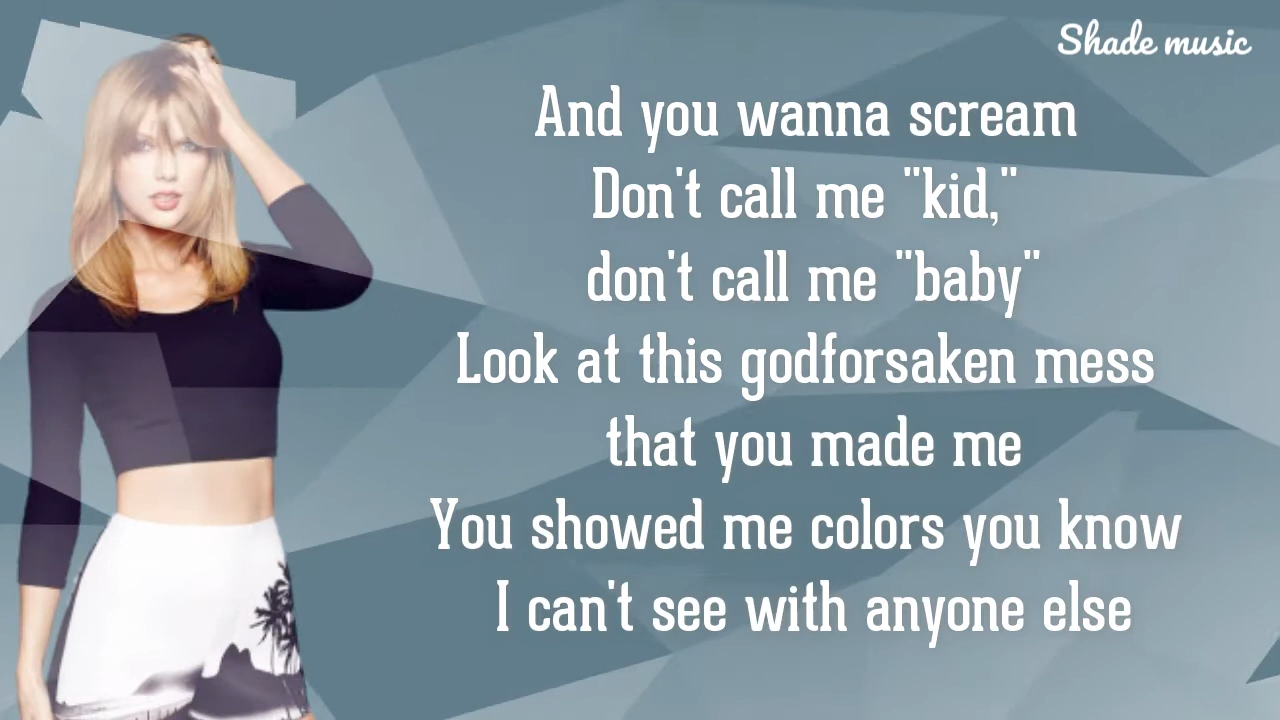 Shade music
And you wanna scream
Don't call me "kid,"
don't call me "baby"
Look at this godforsaken mess
that you made me
You showed me colors you know
I can't see with anyone else